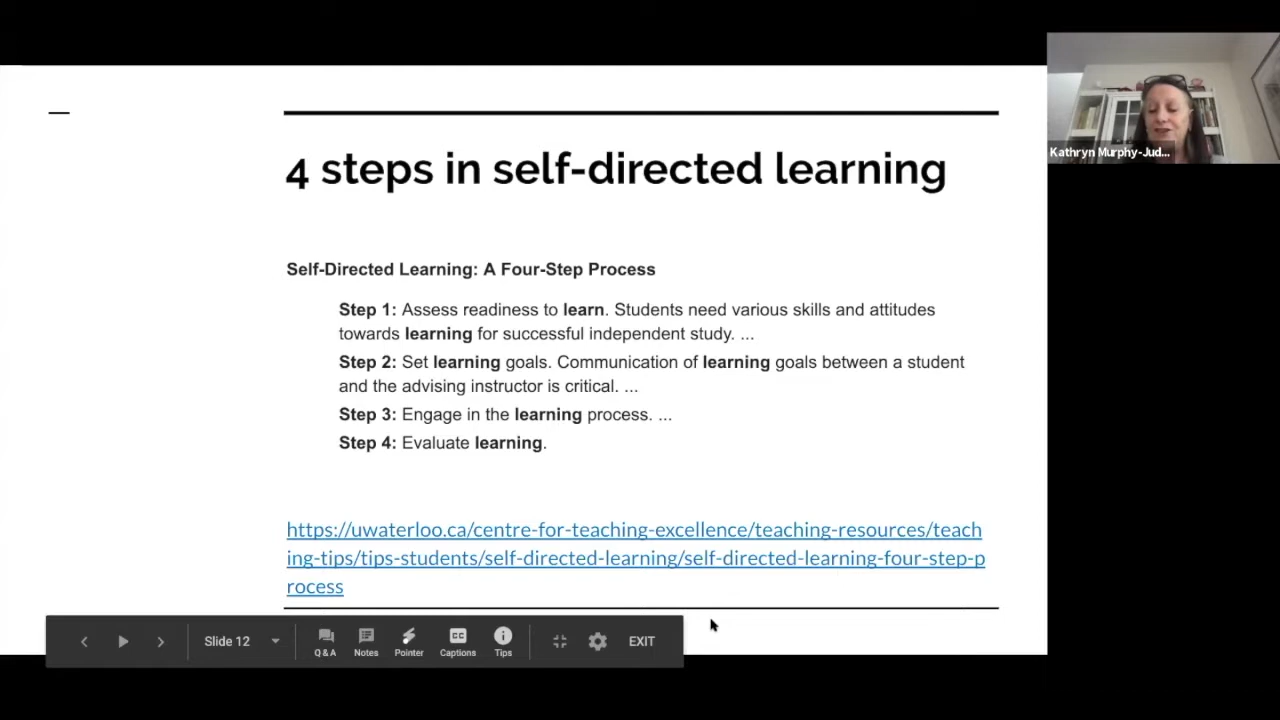 4 steps in self-directed learning
Self-Directed Learning: A Four-Step Process
Step 1: Assess readiness to learn. Students need various skills and attitudes
towards learning for successful independent study. ...
Step 2: Set learning goals. Communication of learning goals between a student
and the advising instructor is critical. ...
Step 3: Engage in the learning process. ...
Step 4: Evaluate learning.
https://uwaterloo.ca/centre-for-teaching-excellence/teaching-resources/teach
ing-tips/tips-students/self-directed-learning/self-directed-learning-four-step-p
rocess
Kathryn Murphy-Jud...
Slide 12
Q & A
Notes
Pointer
CC
Captions
Tips
EXIT